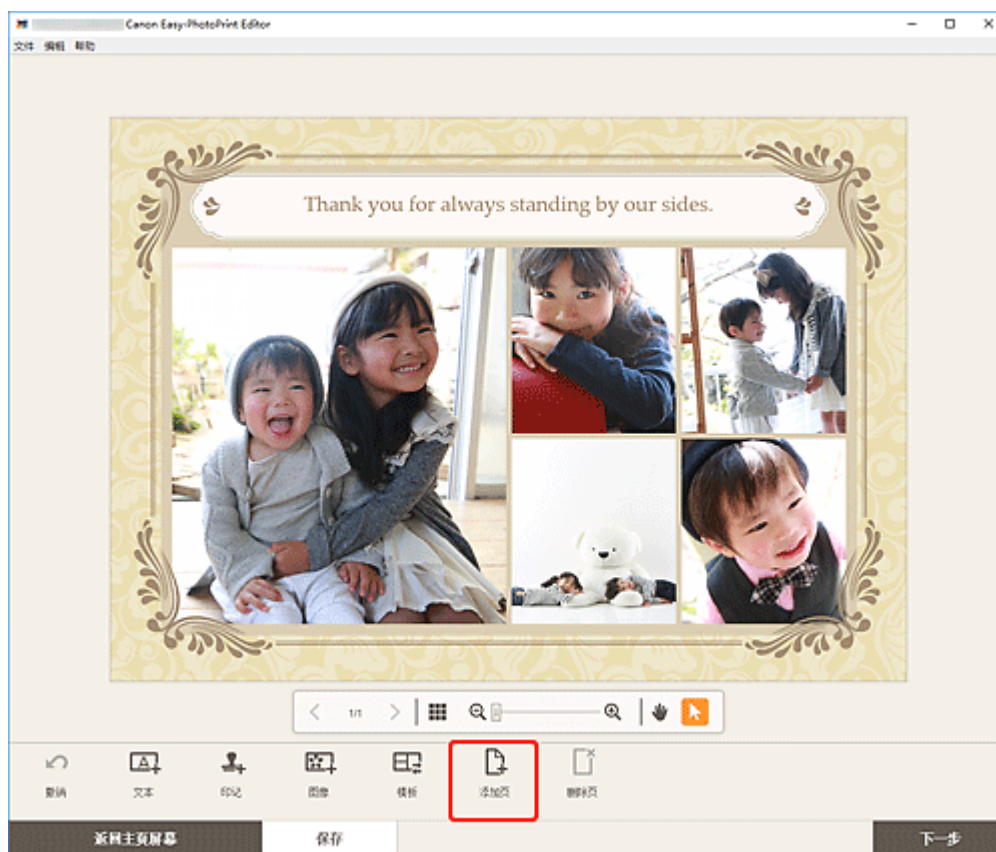 Canon Easy-PhotoPrint Editor
文件 编辑 帮助
Thank you for always standing by our sides.
1/1
撤消 文本 印记 图像 模板 添加页 删除页
返回主页屏幕 保存 下一步